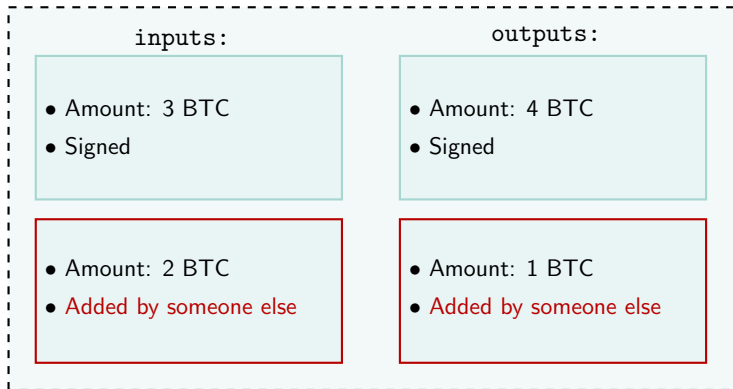 inputs:
• Amount: 3 BTC
• Signed
• Amount: 2 BTC
• Added by someone else
outputs:
• Amount: 4 BTC
• Signed
• Amount: 1 BTC
• Added by someone else